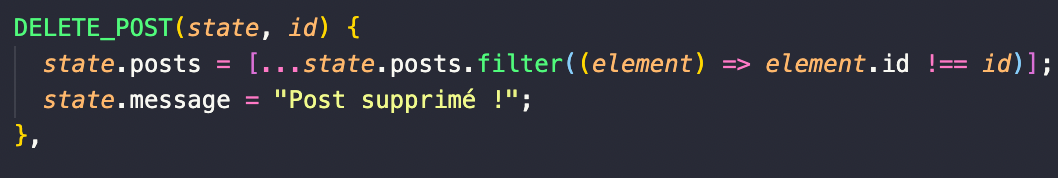 DELETE_POST(state, id) {
state.posts = [...state.posts.filter((element) => element.id !== id)];
state.message = "Post supprimé !";
},